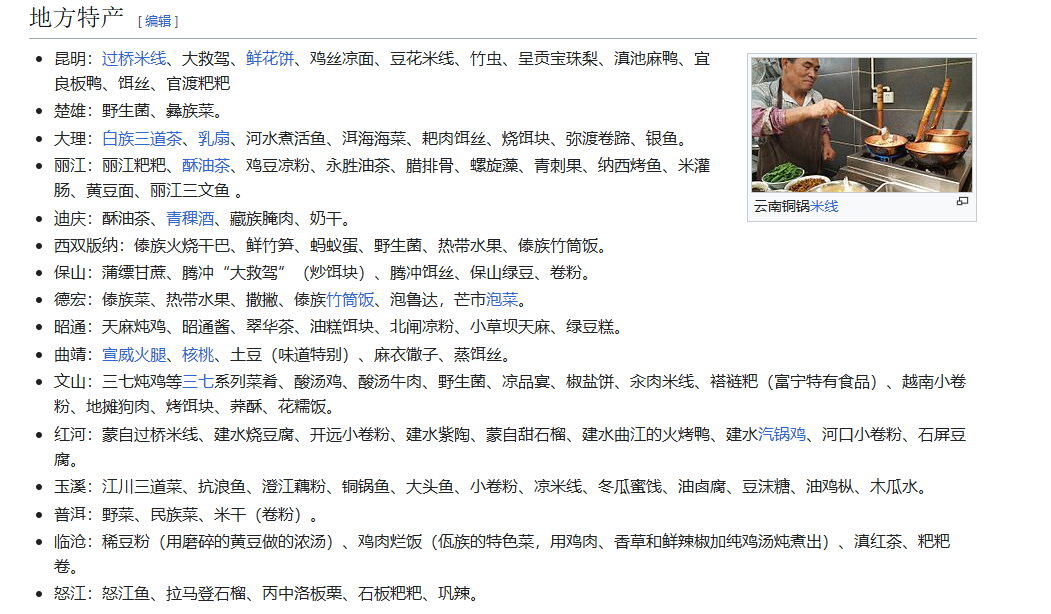 地方特产 [编辑]
昆明：过桥米线、大救驾、鲜花饼、鸡丝凉面、豆花米线、竹虫、呈贡宝珠梨、滇池麻鸭、宜
良板鸭、饵丝、官渡粑粑
楚雄：野生菌、彝族菜。
大理：白族三道茶、乳扇、河水煮活鱼、洱海海菜、耙肉饵丝、烧饵块、弥渡卷蹄、银鱼。
丽江：丽江粑粑、酥油茶、鸡豆凉粉、永胜油茶、腊排骨、螺旋藻、青刺果、纳西烤鱼、米灌
肠、黄豆面、丽江三文鱼 。
迪庆：酥油茶、青稞酒、藏族腌肉、奶干。
西双版纳：傣族火烧干巴、鲜竹笋、蚂蚁蛋、野生菌、热带水果、傣族竹筒饭。
保山：蒲缥甘蔗、腾冲“大救驾”（炒饵块）、腾冲饵丝、保山绿豆、卷粉。
德宏：傣族菜、热带水果、撒撇、傣族竹筒饭、泡鲁达，芒市泡菜。
昭通：天麻炖鸡、昭通酱、翠华茶、油糕饵块、北闸凉粉、小草坝天麻、绿豆糕。
曲靖：宣威火腿、核桃、土豆（味道特别）、麻衣馓子、蒸饵丝。
文山：三七炖鸡等三七系列菜肴、酸汤鸡、酸汤牛肉、野生菌、凉品宴、椒盐饼、汆肉米线、褡裢粑（富宁特有食品）、越南小卷
粉、地摊狗肉、烤饵块、荞酥、花糯饭。
红河：蒙自过桥米线、建水烧豆腐、开远小卷粉、建水紫陶、蒙自甜石榴、建水曲江的火烤鸭、建水汽锅鸡、河口小卷粉、石屏豆
腐。
玉溪：江川三道菜、抗浪鱼、澄江藕粉、铜锅鱼、大头鱼、小卷粉、凉米线、冬瓜蜜饯、油卤腐、豆沫糖、油鸡枞、木瓜水。
普洱：野菜、民族菜、米干（卷粉）。
临沧：稀豆粉（用磨碎的黄豆做的浓汤）、鸡肉烂饭（佤族的特色菜，用鸡肉、香草和鲜辣椒加纯鸡汤炖煮出）、滇红茶、粑粑
卷。
怒江：怒江鱼、拉马登石榴、丙中洛板栗、石板粑粑、巩辣。
云南铜锅米线